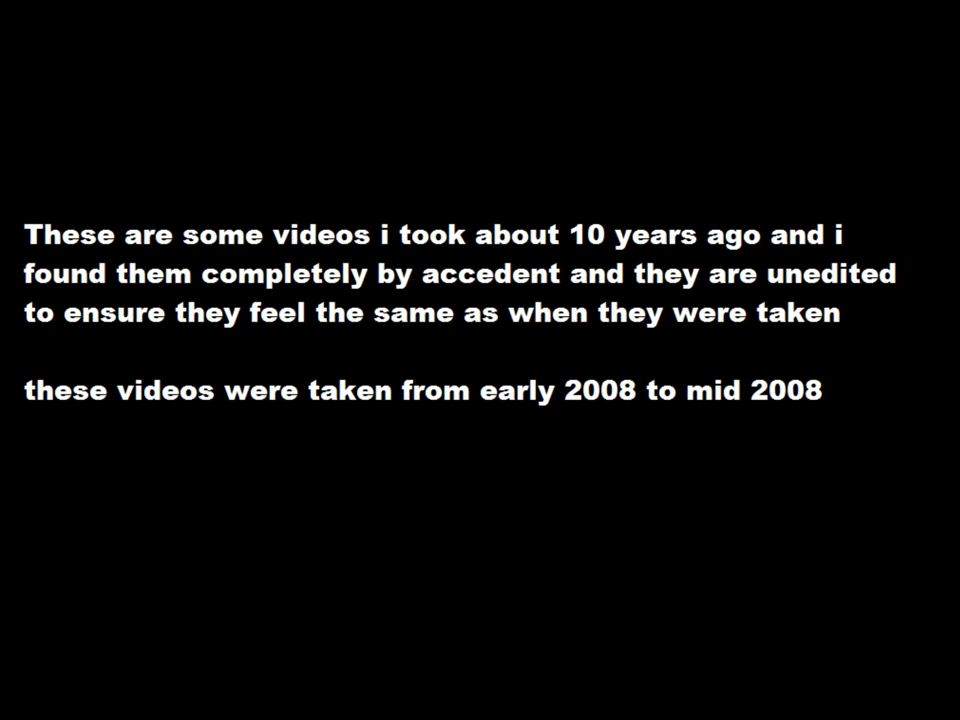 These are some videos i took about 10 years ago and i
found them completely by accedent and they are unedited
to ensure they feel the same as when they were taken
these videos were taken from early 2008 to mid 2008